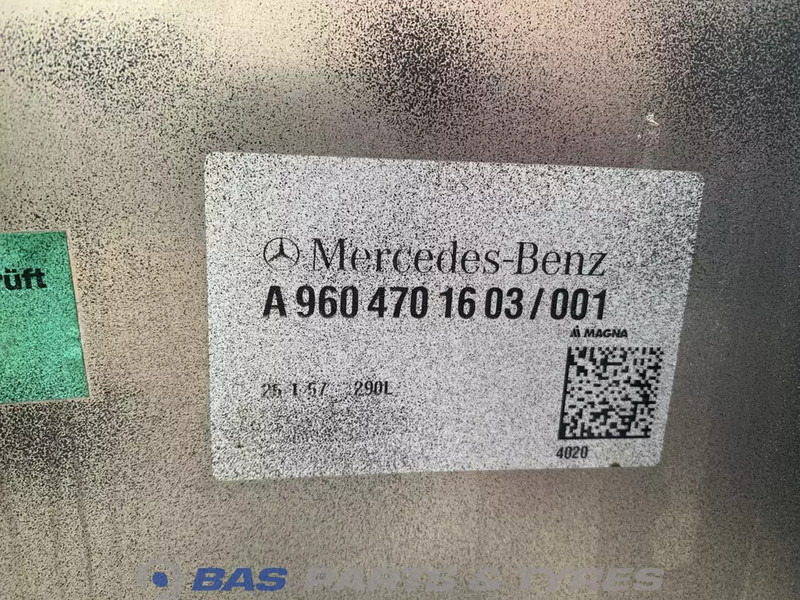 üft
Mercedes-Benz
A 960 470 16 03/001
MAGNA
290L
4020
BAS PARTS & TYRES